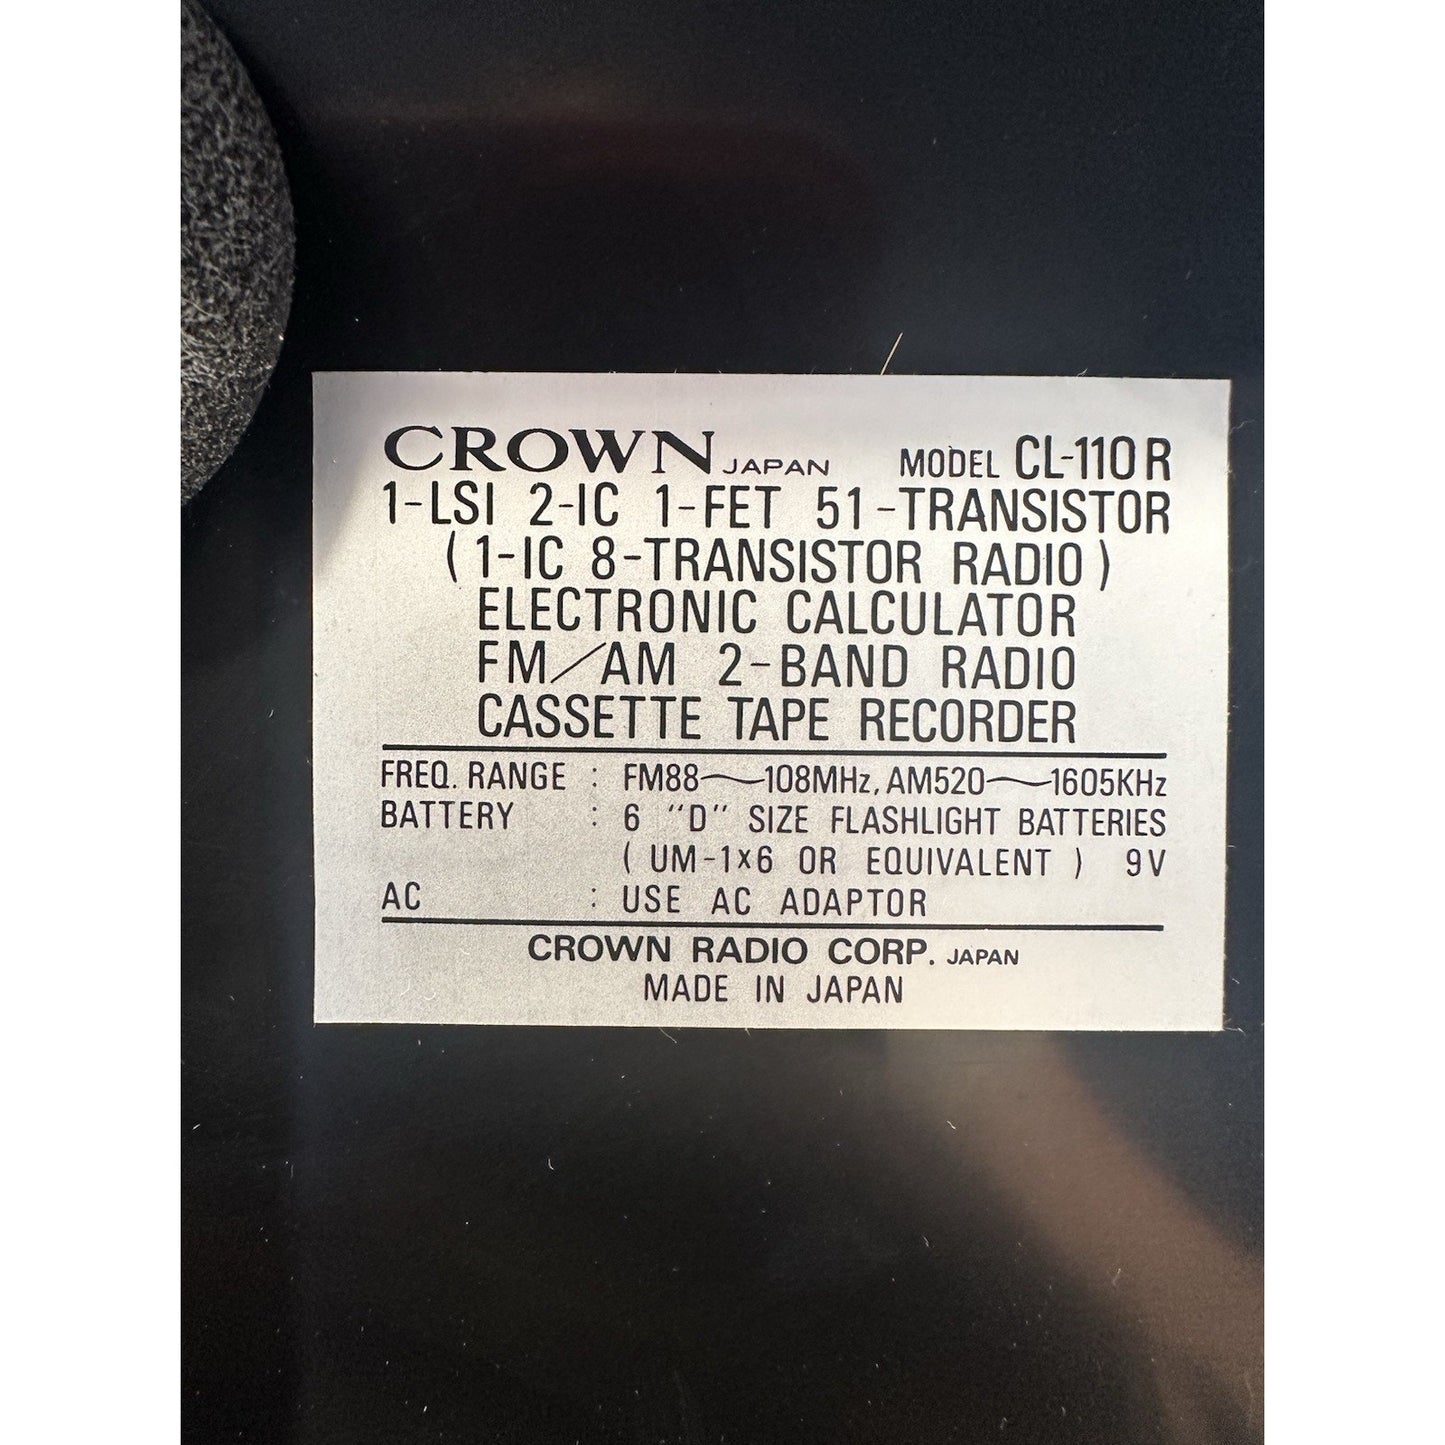 CROWN JAPAN MODEL CL-110R
1-LSI 2-IC 1-FET 51-TRANSISTOR
(1-IC 8-TRANSISTOR RADIO)
ELECTRONIC CALCULATOR
FM/AM 2-BAND RADIO
CASSETTE TAPE RECORDER
FREQ. RANGE : FM88〜108MHz, AM520〜1605KHz
BATTERY : 6 "D" SIZE FLASHLIGHT BATTERIES
(UM-1x6 OR EQUIVALENT) 9V
AC : USE AC ADAPTOR
CROWN RADIO CORP. JAPAN
MADE IN JAPAN